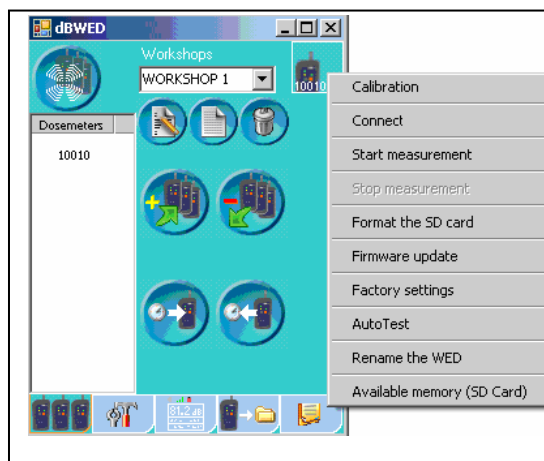 dBWED
Workshops
WORKSHOP 1
10010
Dosemeters
10010
Calibration
Connect
Start measurement
Stop measurement
Format the SD card
Firmware update
Factory settings
AutoTest
Rename the WED
Available memory (SD Card)
81.2 dB